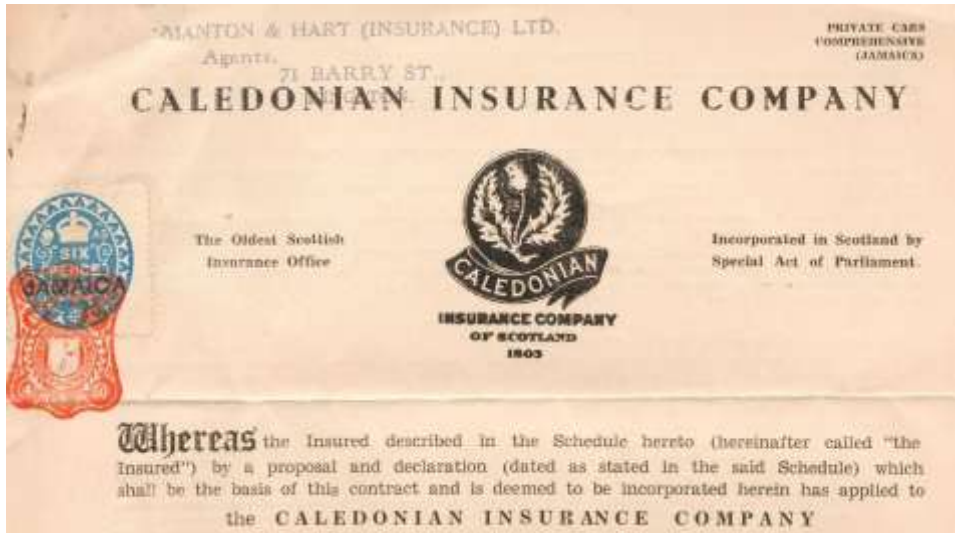 MANTON & HART (INSURANCE) LTD.
Agents,
71 BARRY ST.,
PRIVATE CARS
COMPREHENSIVE
(JAMAICA)
CALEDONIAN INSURANCE COMPANY
The Oldest Scottish
Insurance Office
CALEDONIAN
INSURANCE COMPANY
OF SCOTLAND
1805
Incorporated in Scotland by
Special Act of Parliament.
SIX
JAMAICA
Whereas the Insured described in the Schedule hereto (hereinafter called "the
Insured") by a proposal and declaration (dated as stated in the said Schedule) which
shall be the basis of this contract and is deemed to be incorporated herein has applied to
the CALEDONIAN INSURANCE COMPANY